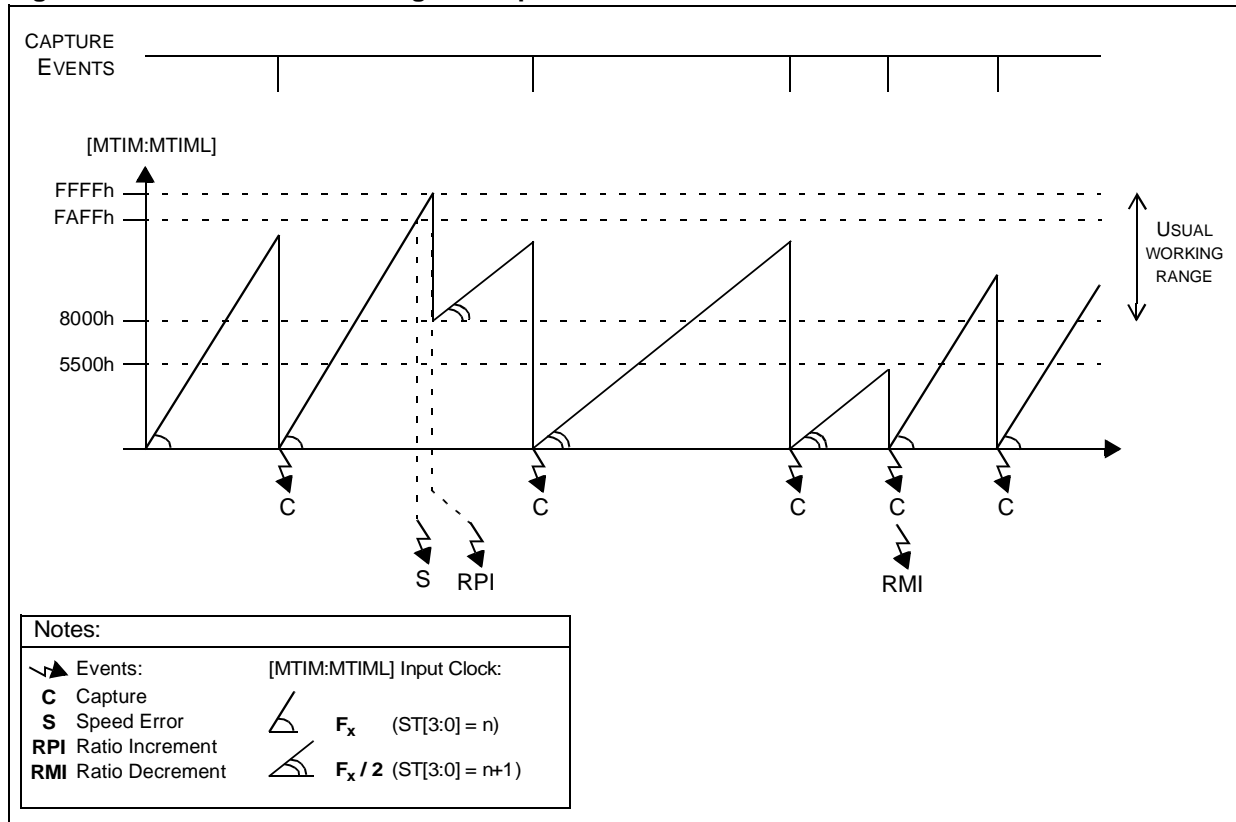 CAPTURE
EVENTS
[MTIM:MTIML]
FFFFh
FAFFh
8000h
5500h
USUAL
WORKING
RANGE
C
C
C
C
C
S
RPI
RMI
Notes:
Events:
C Capture
S Speed Error
RPI Ratio Increment
RMI Ratio Decrement
[MTIM:MTIML] Input Clock:
Fx (ST[3:0] = n)
Fx / 2 (ST[3:0] = n+1)